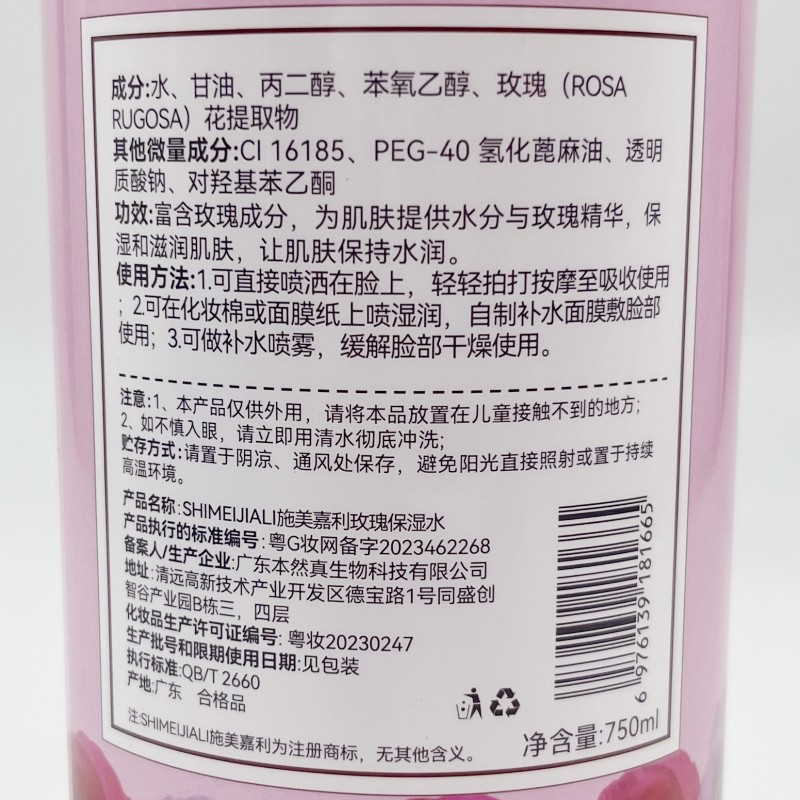 成分:水、甘油、丙二醇、苯氧乙醇、玫瑰（ROSA
RUGOSA）花提取物
其他微量成分:CI 16185、PEG-40 氢化蓖麻油、透明
质酸钠、对羟基苯乙酮
功效:富含玫瑰成分，为肌肤提供水分与玫瑰精华，保
湿和滋润肌肤，让肌肤保持水润。
使用方法:1.可直接喷洒在脸上，轻轻拍打按摩至吸收使用
；2.可在化妆棉或面膜纸上喷湿润，自制补水面膜敷脸部
使用；3.可做补水喷雾，缓解脸部干燥使用。
注意:1、本产品仅供外用，请将本品放置在儿童接触不到的地方；
2、如不慎入眼，请立即用清水彻底冲洗；
贮存方式:请置于阴凉、通风处保存，避免阳光直接照射或置于持续
高温环境。
产品名称:SHIMEIJIALI施美嘉利玫瑰保湿水
产品执行的标准编号:粤G妆网备字2023462268
备案人/生产企业:广东本然真生物科技有限公司
地址:清远高新技术产业开发区德宝路1号同盛创
智谷产业园B栋三，四层
化妆品生产许可证编号:粤妆20230247
生产批号和限期使用日期:见包装
执行标准:QB/T 2660
产地:广东 合格品
注:SHIMEIJIALI施美嘉利为注册商标，无其他含义。
净含量:750ml
6 976139 181665